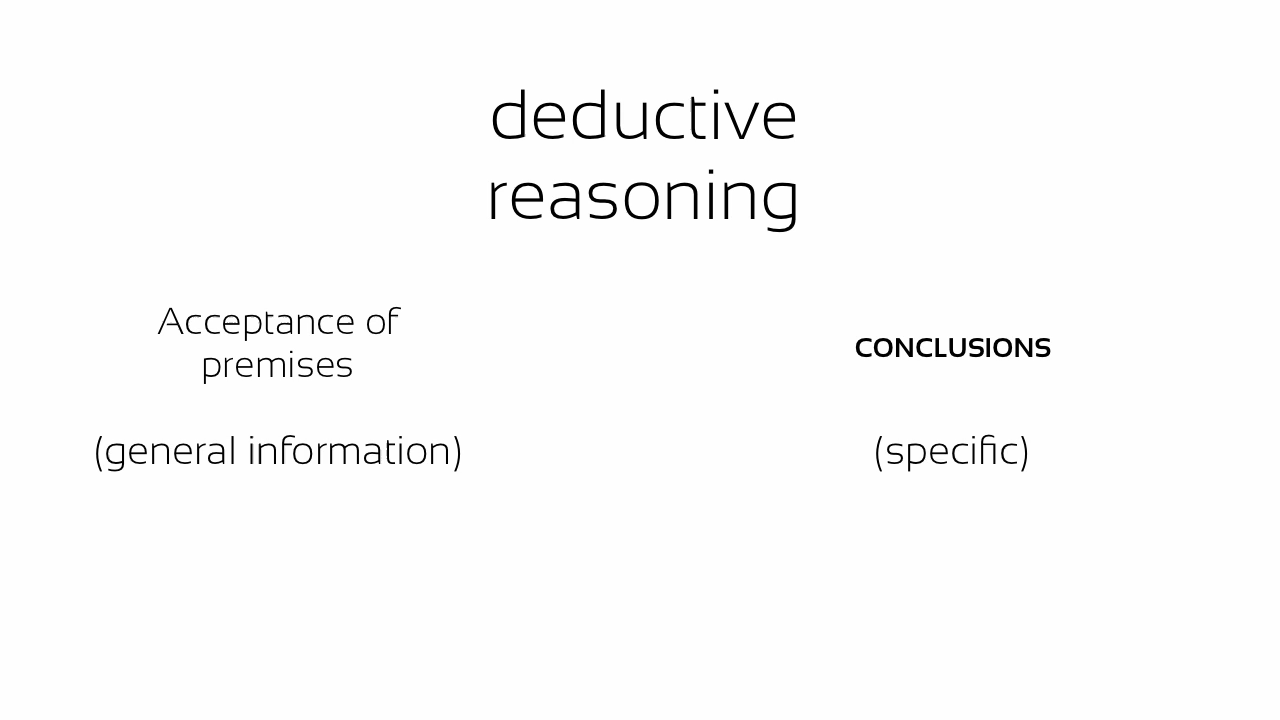 deductive
reasoning
Acceptance of
premises
CONCLUSIONS
(general information)
(specific)